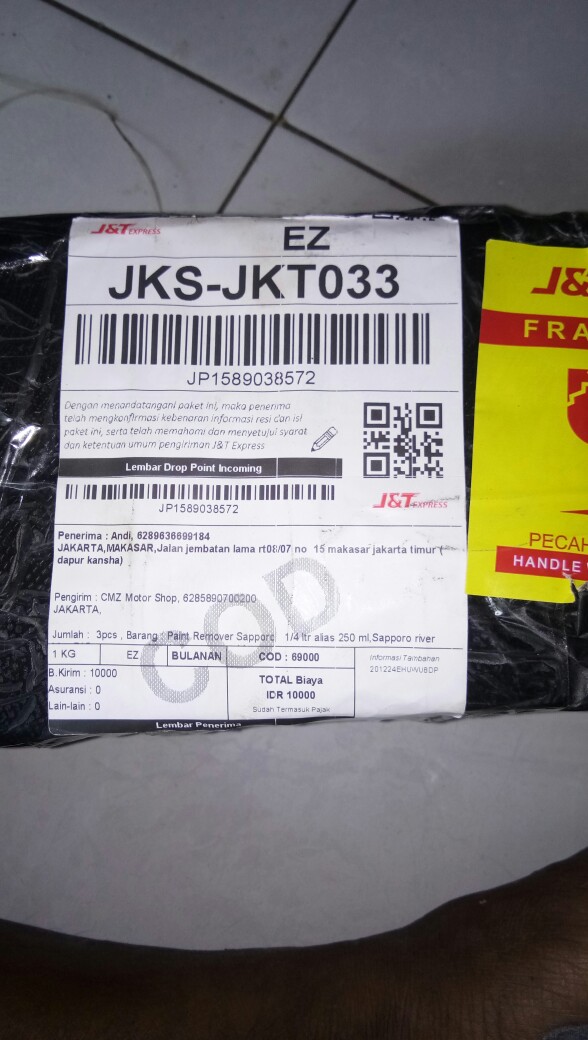 J&T EXPRESS
EZ
JKS-JKT033
JP1589038572
Dengan menandatangani paket ini, maka penerima
telah mengkonfirmasi kebenaran informasi resi dan isi
paket ini, serta telah memahami dan menyetujui syarat
dan ketentuan umum pengiriman J&T Express
Lembar Drop Point Incoming
JP1589038572
J&T EXPRESS
Penerima : Andi, 6289636699184
JAKARTA,MAKASAR,Jalan jembatan lama rt08/07 no 15 makasar jakarta timur (
dapur kansha)
Pengirim : CMZ Motor Shop, 6285890700200
JAKARTA,
COD
Jumlah : 3pcs , Barang : Paint Remover Sapporo 1/4 ltr alias 250 ml,Sapporo river
1 KG EZ BULANAN COD : 69000
Informasi Tambahan
201224EHUWU8DP
B.Kirim : 10000
Asuransi : 0
Lain-lain : 0
TOTAL Biaya
IDR 10000
Sudah Termasuk Pajak
Lembar Penerima
J&
FRA
PECAH
HANDLE